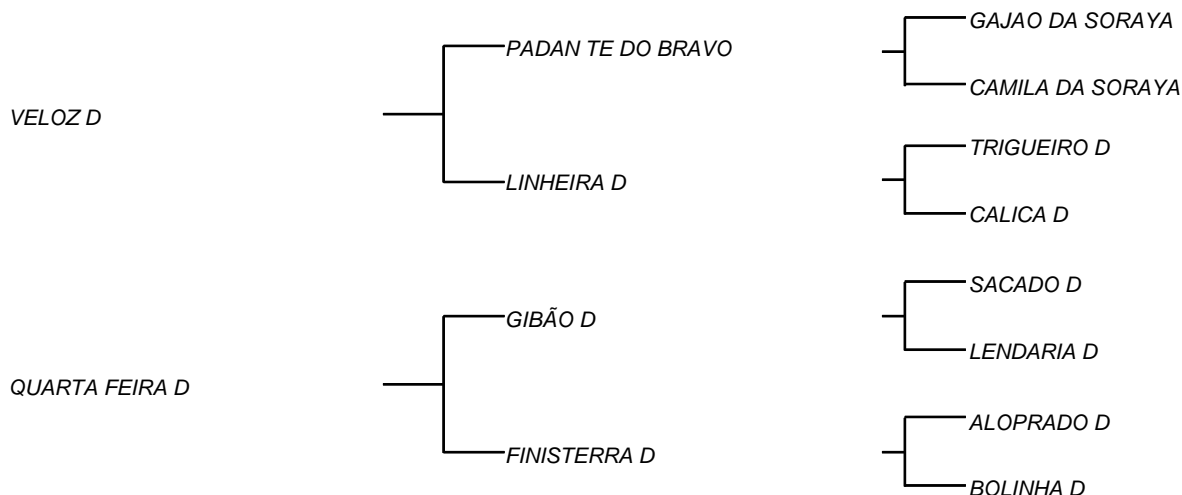 GAJAO DA SORAYA
PADAN TE DO BRAVO
CAMILA DA SORAYA
VELOZ D
TRIGUEIRO D
LINHEIRA D
CALICA D
SACADO D
GIBÃO D
LENDARIA D
QUARTA FEIRA D
ALOPRADO D
FINISTERRA D
BOLINHA D